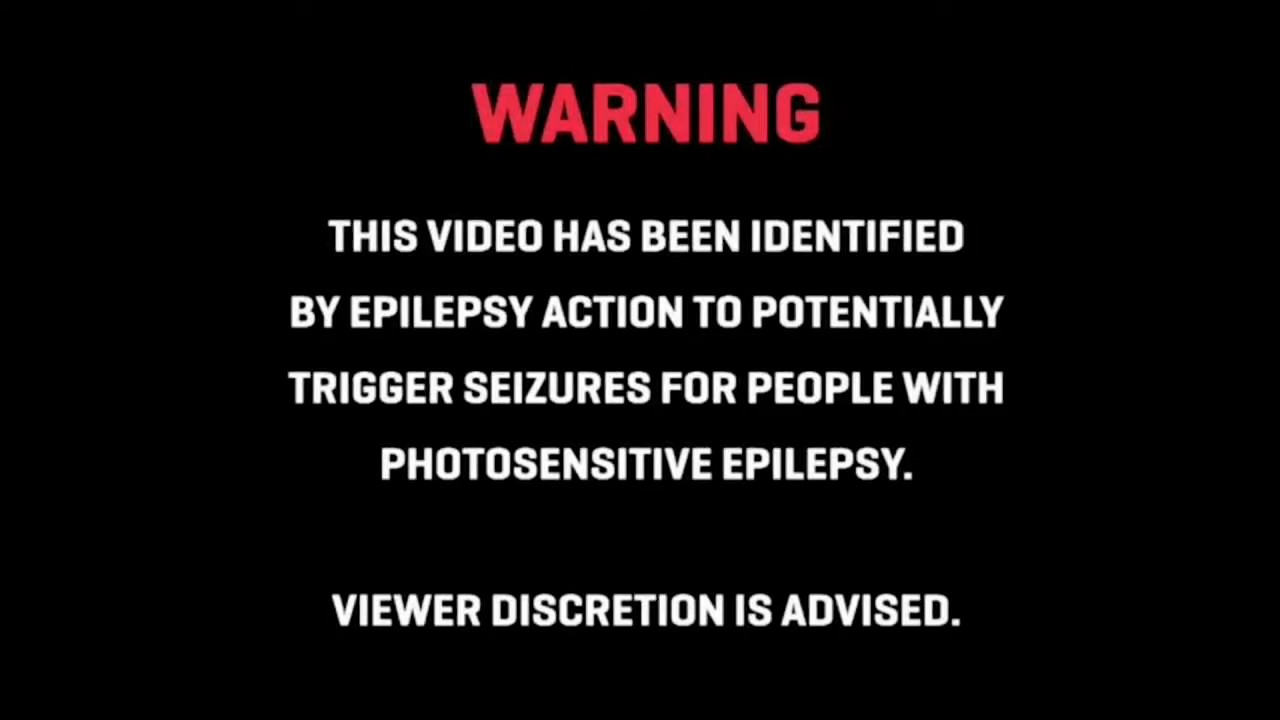 WARNING
THIS VIDEO HAS BEEN IDENTIFIED
BY EPILEPSY ACTION TO POTENTIALLY
TRIGGER SEIZURES FOR PEOPLE WITH
PHOTOSENSITIVE EPILEPSY.
VIEWER DISCRETION IS ADVISED.